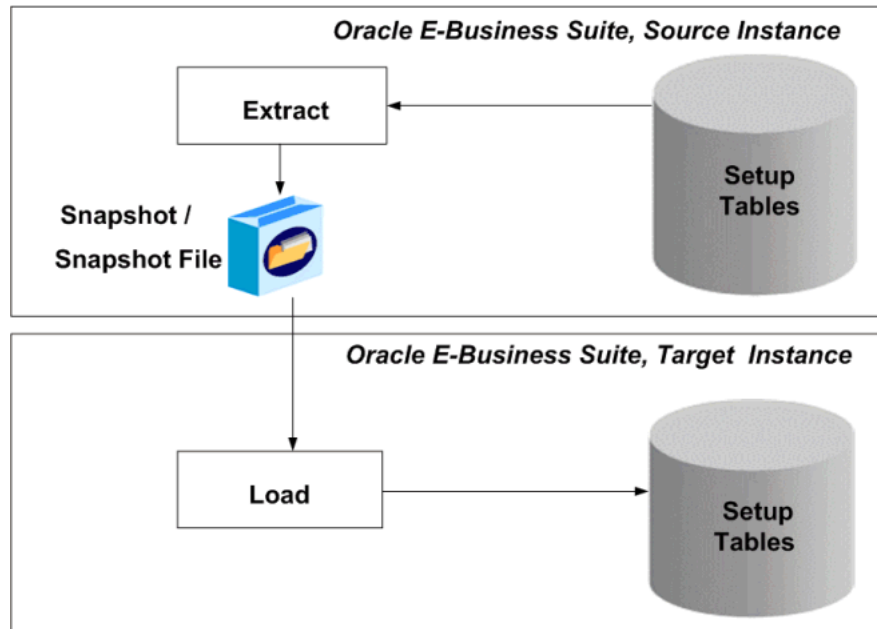 Oracle E-Business Suite, Source Instance
Extract
Setup
Tables
Snapshot /
Snapshot File
Oracle E-Business Suite, Target Instance
Load
Setup
Tables